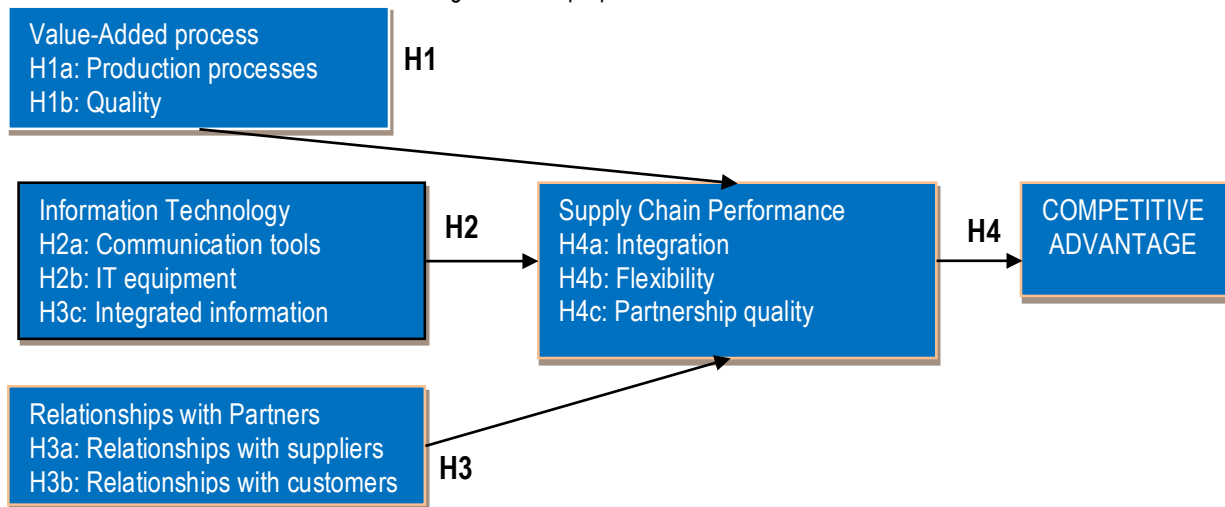 Value-Added process
H1a: Production processes
H1b: Quality
H1
Information Technology
H2a: Communication tools
H2b: IT equipment
H3c: Integrated information
H2
Supply Chain Performance
H4a: Integration
H4b: Flexibility
H4c: Partnership quality
H4
COMPETITIVE
ADVANTAGE
Relationships with Partners
H3a: Relationships with suppliers
H3b: Relationships with customers
H3